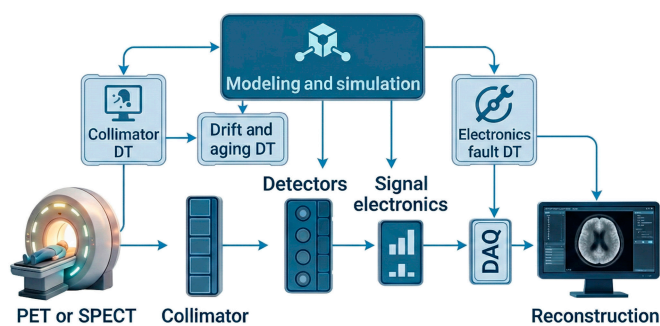 Modeling and simulation
Collimator
DT
Drift and
aging DT
Electronics
fault DT
Detectors
Signal
electronics
DAQ
PET or SPECT
Collimator
Reconstruction